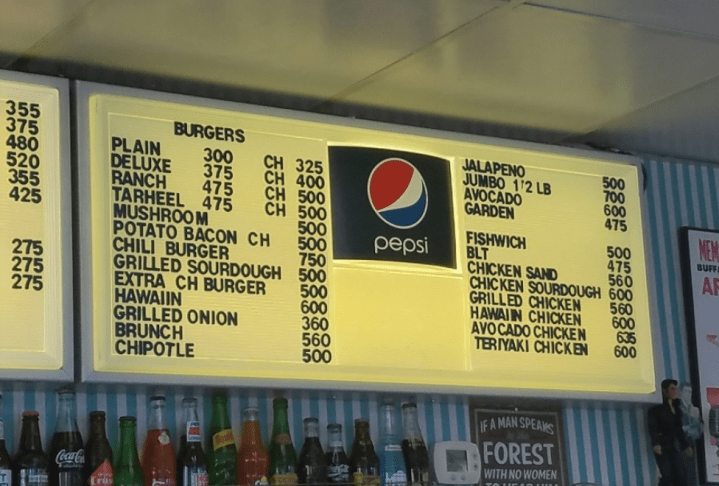 355
375
480
520
355
425
275
275
275
BURGERS
PLAIN 300 CH 325
DELUXE 375 CH 400
RANCH 475 CH 500
TARHEEL 475 CH 500
MUSHROOM 500
POTATO BACON CH 500
CHILI BURGER 750
GRILLED SOURDOUGH 500
EXTRA CH BURGER 500
HAWAIIN 600
GRILLED ONION 360
BRUNCH 560
CHIPOTLE 500
pepsi
JALAPENO 500
JUMBO 1'2 LB 700
AVOCADO 600
GARDEN 475
FISHWICH 500
BLT 475
CHICKEN SAND 560
CHICKEN SOURDOUGH 600
GRILLED CHICKEN 560
HAWAIIN CHICKEN 600
AVOCADO CHICKEN 635
TERIYAKI CHICKEN 600
Coca-Cola
IF A MAN SPEAKS
FOREST
WITH NO WOMEN